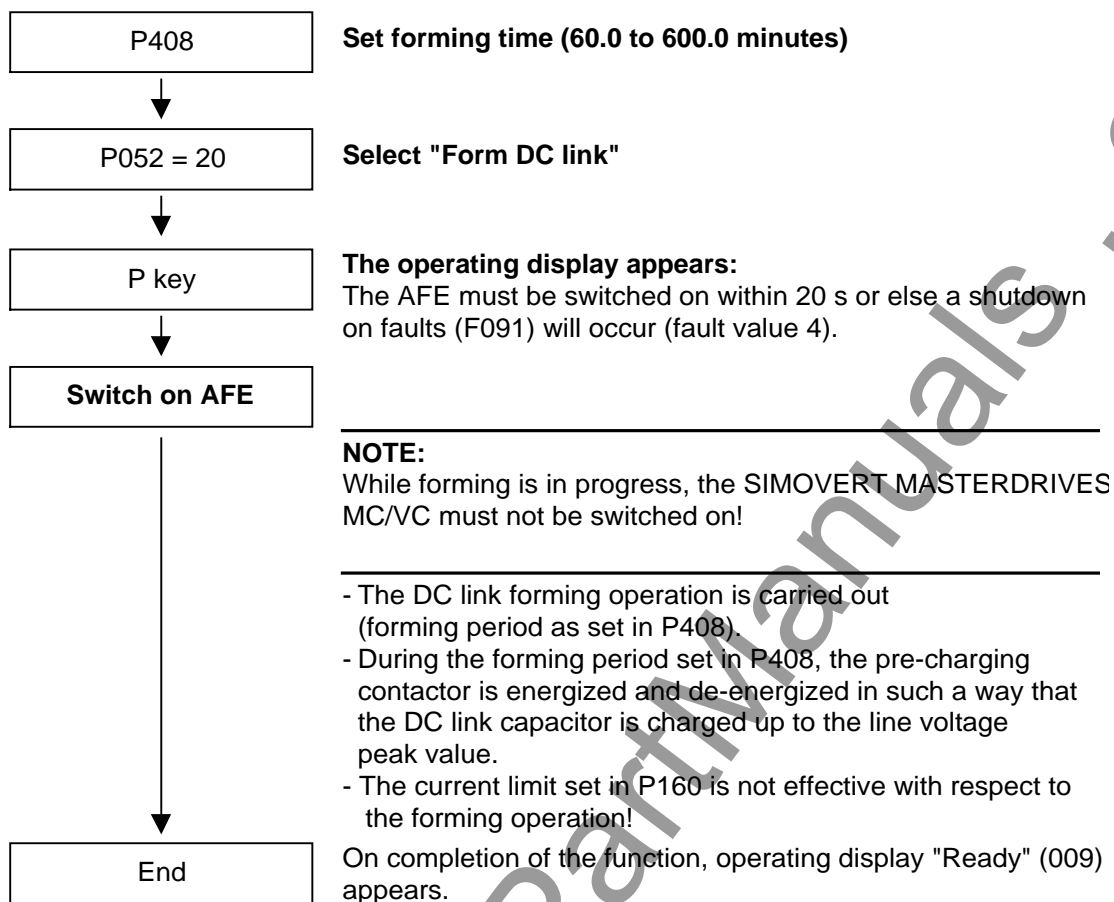 P408
Set forming time (60.0 to 600.0 minutes)
P052 = 20
Select "Form DC link"
P key
The operating display appears:
The AFE must be switched on within 20 s or else a shutdown
on faults (F091) will occur (fault value 4).
Switch on AFE
NOTE:
While forming is in progress, the SIMOVERT MASTERDRIVES
MC/VC must not be switched on!
- The DC link forming operation is carried out
(forming period as set in P408).
- During the forming period set in P408, the pre-charging
contactor is energized and de-energized in such a way that
the DC link capacitor is charged up to the line voltage
peak value.
- The current limit set in P160 is not effective with respect to
the forming operation!
End
On completion of the function, operating display "Ready" (009)
appears.
PartManuals